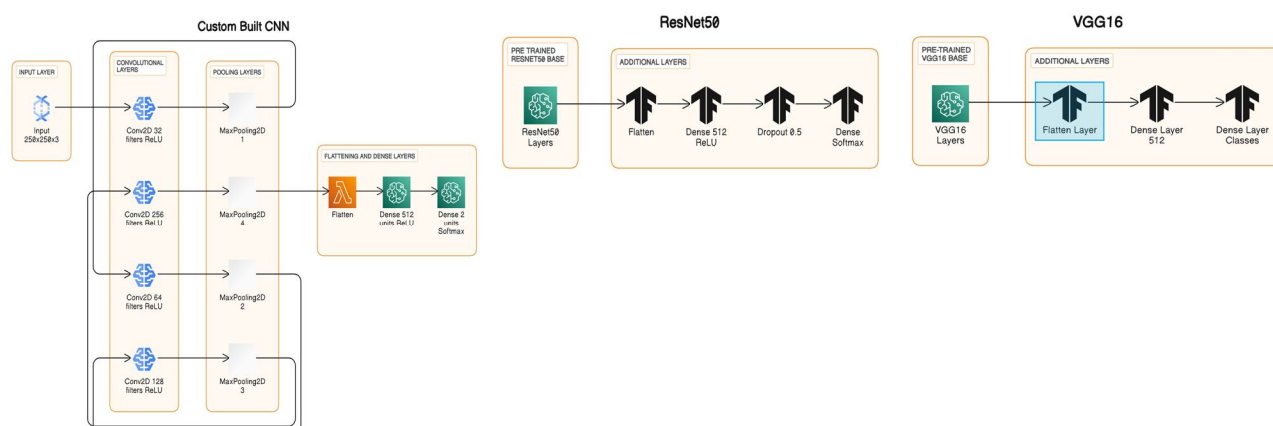 Custom Built CNN
INPUT LAYER
Input
250x250x3
CONVOLUTIONAL
LAYERS
Conv2D 32
filters ReLU
Conv2D 256
filters ReLU
Conv2D 64
filters ReLU
Conv2D 128
filters ReLU
POOLING LAYERS
MaxPooling2D
1
MaxPooling2D
4
MaxPooling2D
2
MaxPooling2D
3
FLATTENING AND DENSE LAYERS
Flatten
Dense 512
units ReLU
Dense 2
units
Softmax
ResNet50
PRE TRAINED
RESNET50 BASE
ResNet50
Layers
ADDITIONAL LAYERS
Flatten
Dense 512
ReLU
Dropout 0.5
Dense
Softmax
VGG16
PRE-TRAINED
VGG16 BASE
VGG16
Layers
ADDITIONAL LAYERS
Flatten Layer
Dense Layer
512
Dense Layer
Classes